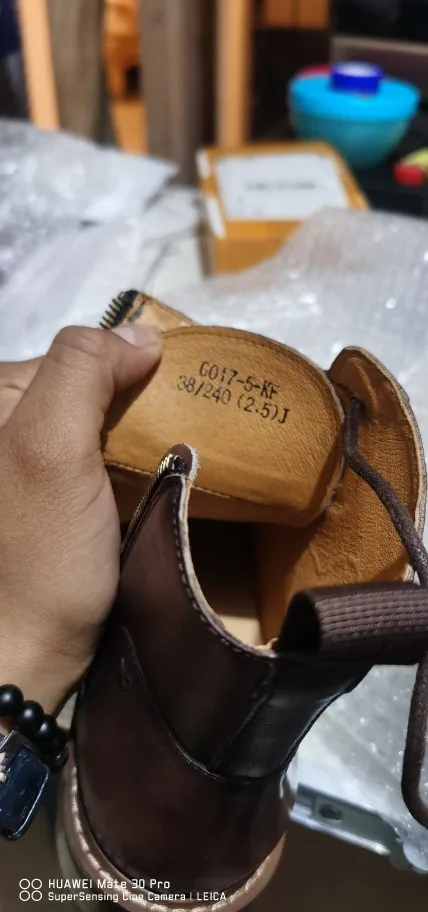 G017-5-KF
38/240 (2.5)J
HUAWEI Mate 30 Pro
SuperSensing Cine Camera | LEICA